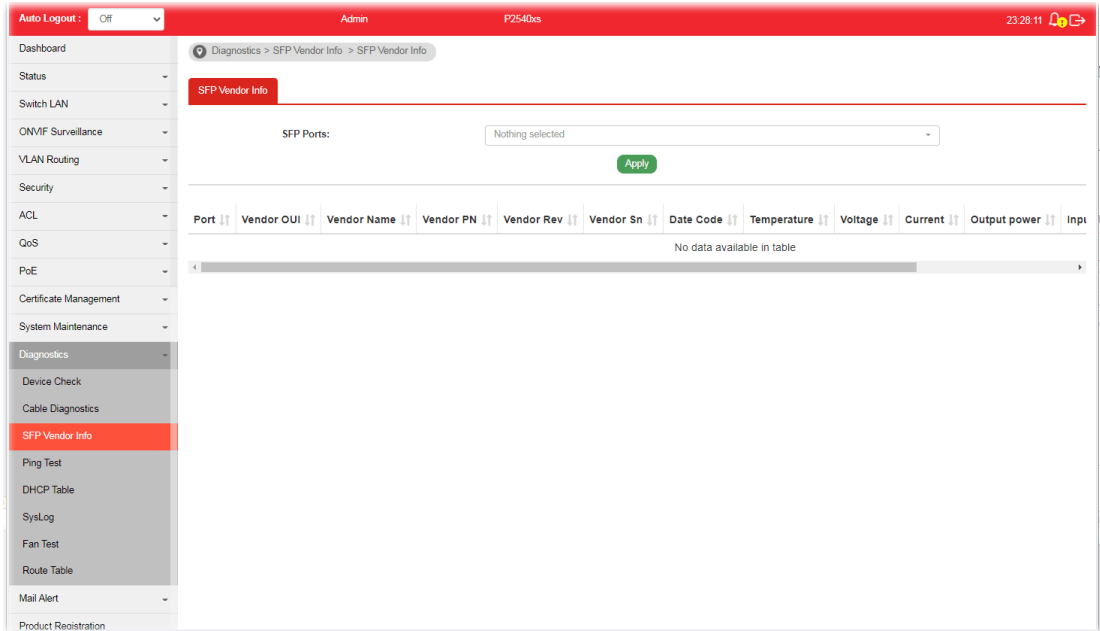 Auto Logout : Off Admin P2540xs 23:28:11
Dashboard
Status
Switch LAN
ONVIF Surveillance
VLAN Routing
Security
ACL
QoS
PoE
Certificate Management
System Maintenance
Diagnostics
Device Check
Cable Diagnostics
SFP Vendor Info
Ping Test
DHCP Table
SysLog
Fan Test
Route Table
Mail Alert
Product Registration
Diagnostics > SFP Vendor Info > SFP Vendor Info
SFP Vendor Info
SFP Ports: Nothing selected
Apply
Port Vendor OUI Vendor Name Vendor PN Vendor Rev Vendor Sn Date Code Temperature Voltage Current Output power
No data available in table